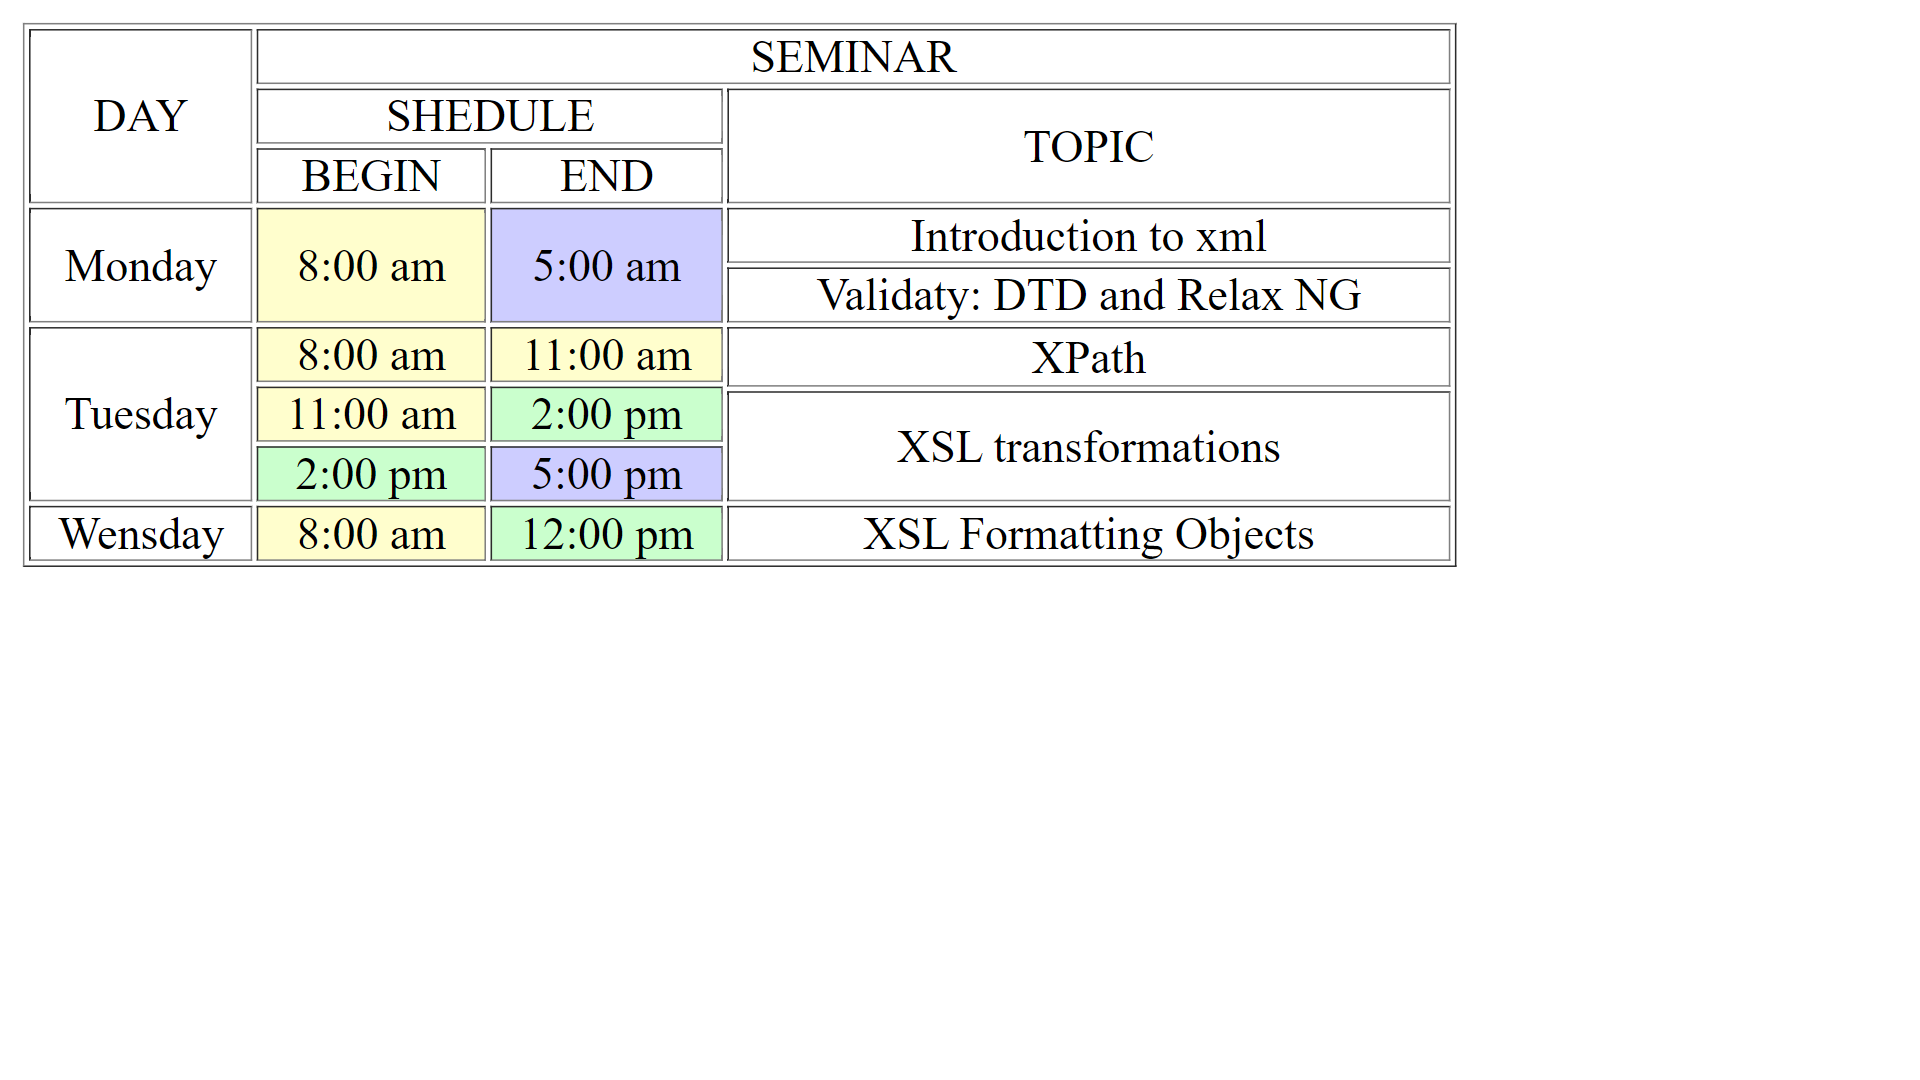 SEMINAR
DAY
SHEDULE
TOPIC
BEGIN
END
Monday
8:00 am
5:00 am
Introduction to xml
Validaty: DTD and Relax NG
Tuesday
8:00 am
11:00 am
XPath
11:00 am
2:00 pm
XSL transformations
2:00 pm
5:00 pm
Wensday
8:00 am
12:00 pm
XSL Formatting Objects